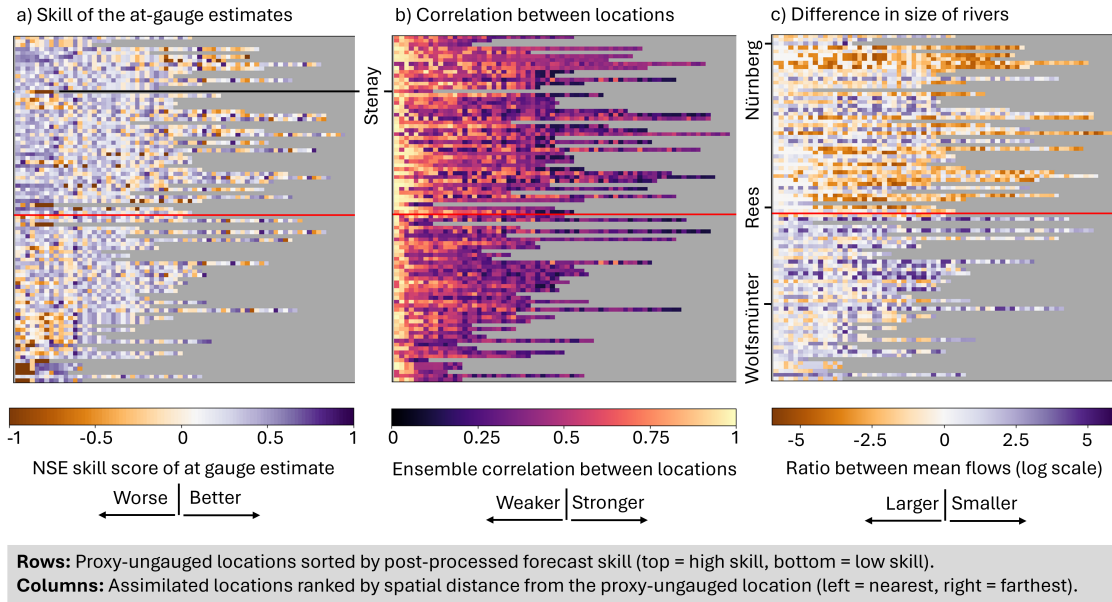 a) Skill of the at-gauge estimates
b) Correlation between locations
c) Difference in size of rivers
Stenay
Nürnberg
Rees
Wolfsmünter
-1 -0.5 0 0.5 1
NSE skill score of at gauge estimate
Worse Better
0 0.25 0.5 0.75 1
Ensemble correlation between locations
Weaker Stronger
-5 -2.5 0 2.5 5
Ratio between mean flows (log scale)
Larger Smaller
Rows: Proxy-ungauged locations sorted by post-processed forecast skill (top = high skill, bottom = low skill).
Columns: Assimilated locations ranked by spatial distance from the proxy-ungauged location (left = nearest, right = farthest).